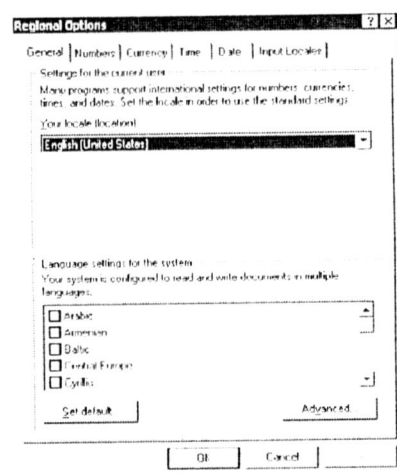 Regional Options
General Numbers Currency Time Date Input Locales
Settings for the current user
Many programs support international settings for numbers, currencies,
times, and dates. Set the locale in order to use the standard settings.
Your locale (location)
English (United States)
Language settings for the system
Your system is configured to read and write documents in multiple
languages.
Arabic
Armenian
Baltic
Central Europe
Cyrillic
Set default
Advanced
OK Cancel